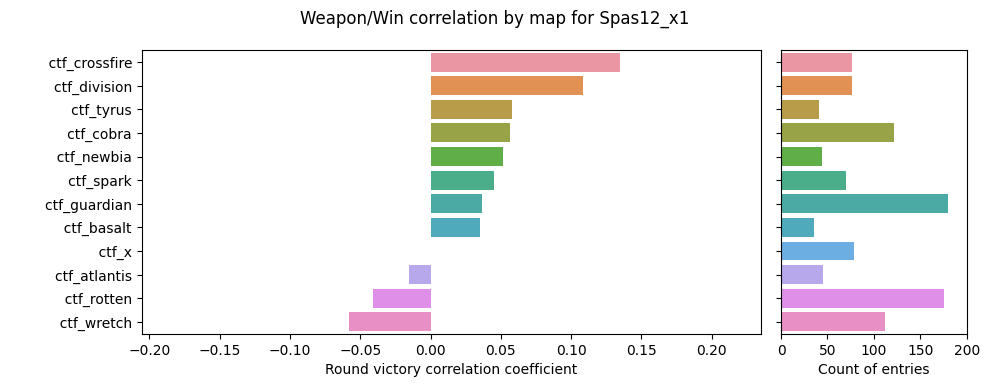 Weapon/Win correlation by map for Spas12_x1
ctf_crossfire
ctf_division
ctf_tyrus
ctf_cobra
ctf_newbia
ctf_spark
ctf_guardian
ctf_basalt
ctf_x
ctf_atlantis
ctf_rotten
ctf_wretch
−0.20 −0.15 −0.10 −0.05 0.00 0.05 0.10 0.15 0.20
Round victory correlation coefficient
0 50 100 150 200
Count of entries